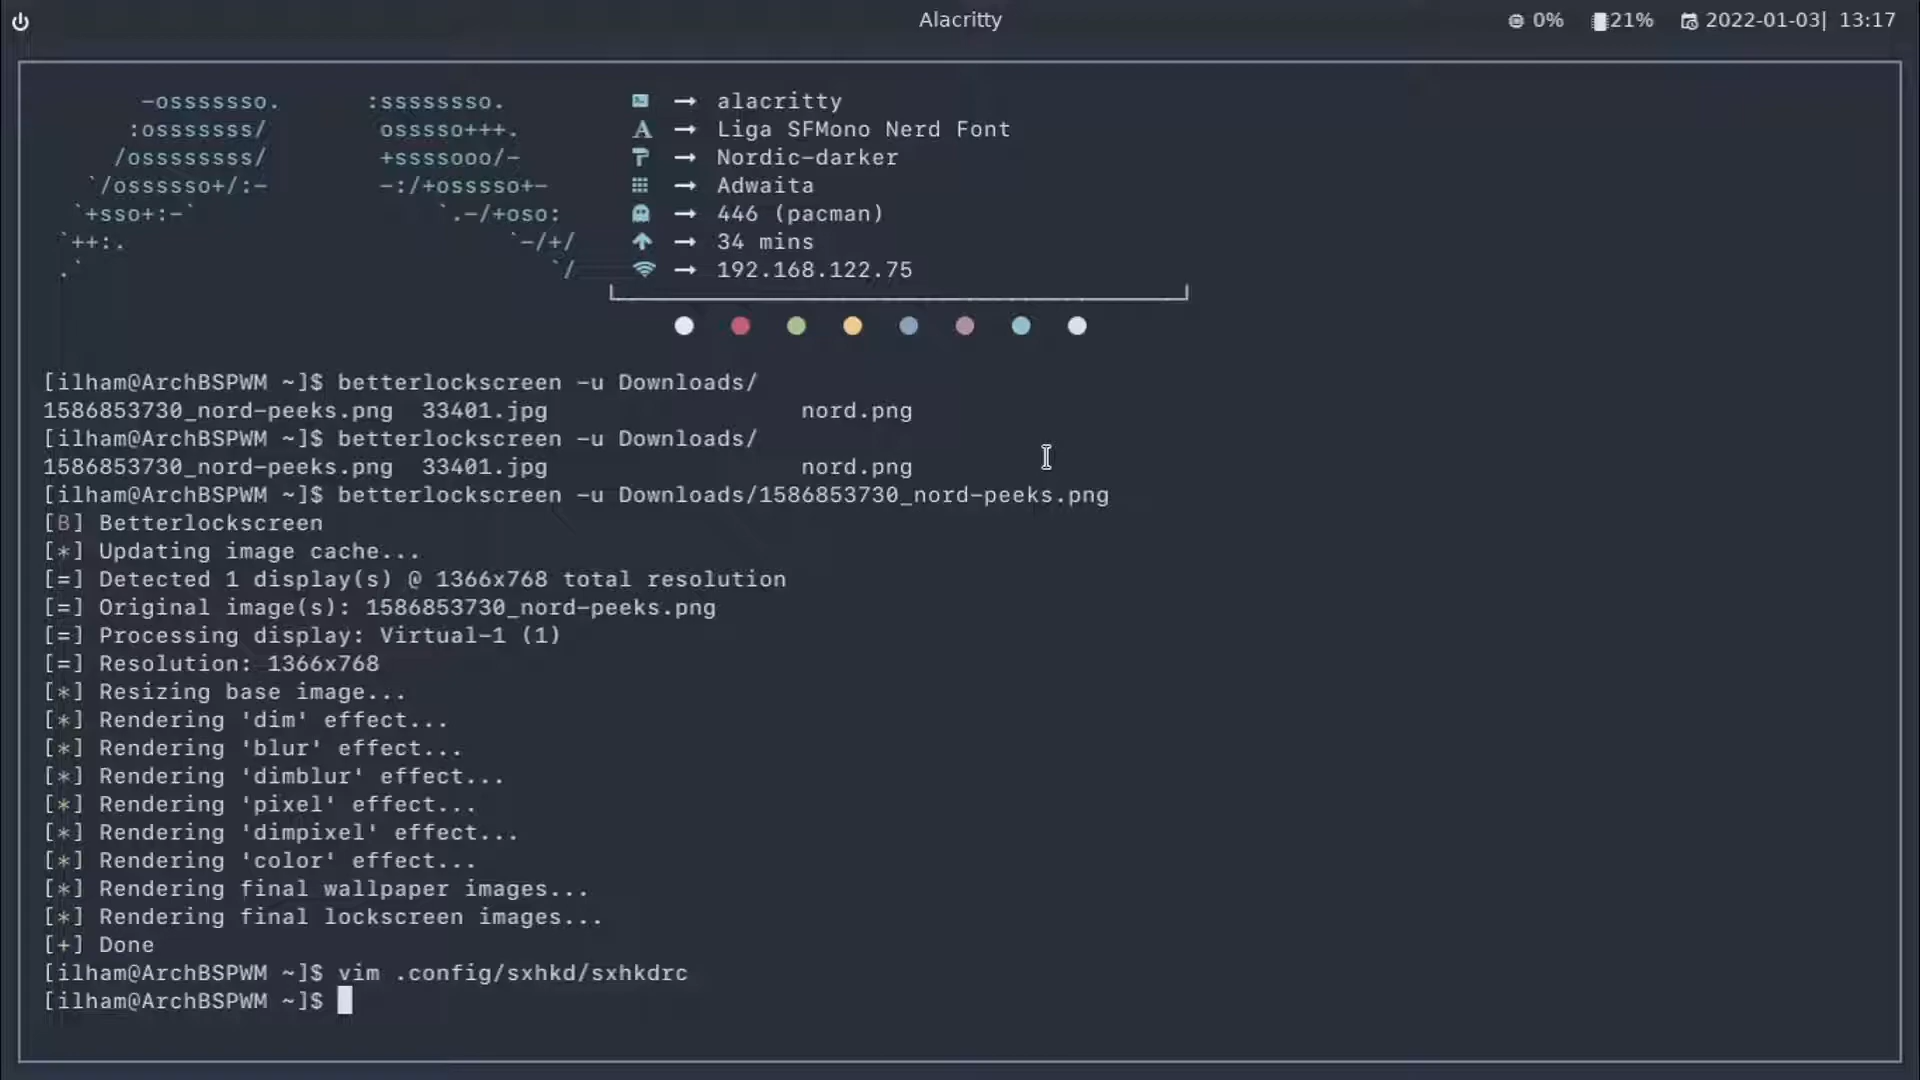 Alacritty
0%
21%
2022-01-03| 13:17
-osssssso.       :ssssssso.
:osssssss/        osssso+++.
/ossssssss/        +ssssooo/-
`/ossssso+/:-        -:/+osssso+-
`+sso+:-`                 `.-/+oso:
`++:.                           `-/+/
.`                                 `/
→ alacritty
A → Liga SFMono Nerd Font
→ Nordic-darker
→ Adwaita
→ 446 (pacman)
→ 34 mins
→ 192.168.122.75
[ilham@ArchBSPWM ~]$ betterlockscreen -u Downloads/
1586853730_nord-peeks.png  33401.jpg                  nord.png
[ilham@ArchBSPWM ~]$ betterlockscreen -u Downloads/
1586853730_nord-peeks.png  33401.jpg                  nord.png
[ilham@ArchBSPWM ~]$ betterlockscreen -u Downloads/1586853730_nord-peeks.png
[B] Betterlockscreen
[*] Updating image cache...
[=] Detected 1 display(s) @ 1366x768 total resolution
[=] Original image(s): 1586853730_nord-peeks.png
[=] Processing display: Virtual-1 (1)
[=] Resolution: 1366x768
[*] Resizing base image...
[*] Rendering 'dim' effect...
[*] Rendering 'blur' effect...
[*] Rendering 'dimblur' effect...
[*] Rendering 'pixel' effect...
[*] Rendering 'dimpixel' effect...
[*] Rendering 'color' effect...
[*] Rendering final wallpaper images...
[*] Rendering final lockscreen images...
[+] Done
[ilham@ArchBSPWM ~]$ vim .config/sxhkd/sxhkdrc
[ilham@ArchBSPWM ~]$